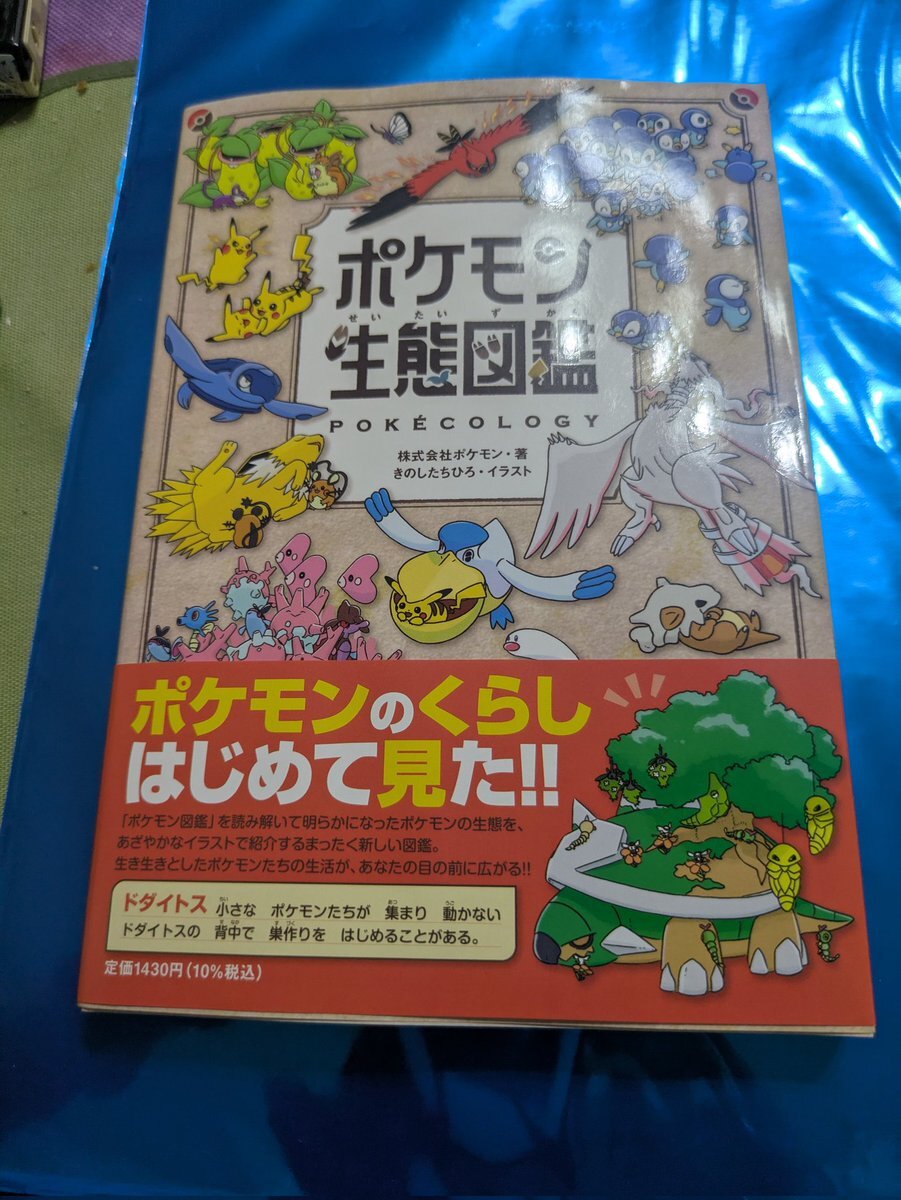 ポケモン
せいたいずかん
生態図鑑
POKÉCOLOGY
株式会社ポケモン・著
きのしたちひろ・イラスト
ポケモンのくらし
はじめて見た!!
「ポケモン図鑑」を読み解いて明らかになったポケモンの生態を、
あざやかなイラストで紹介するまったく新しい図鑑。
生き生きとしたポケモンたちの生活が、あなたの目の前に広がる!!
ドダイトス 小さな ポケモンたちが 集まり 動かない
ドダイトスの 背中で 巣作りを はじめることがある。
定価1430円(10%税込)